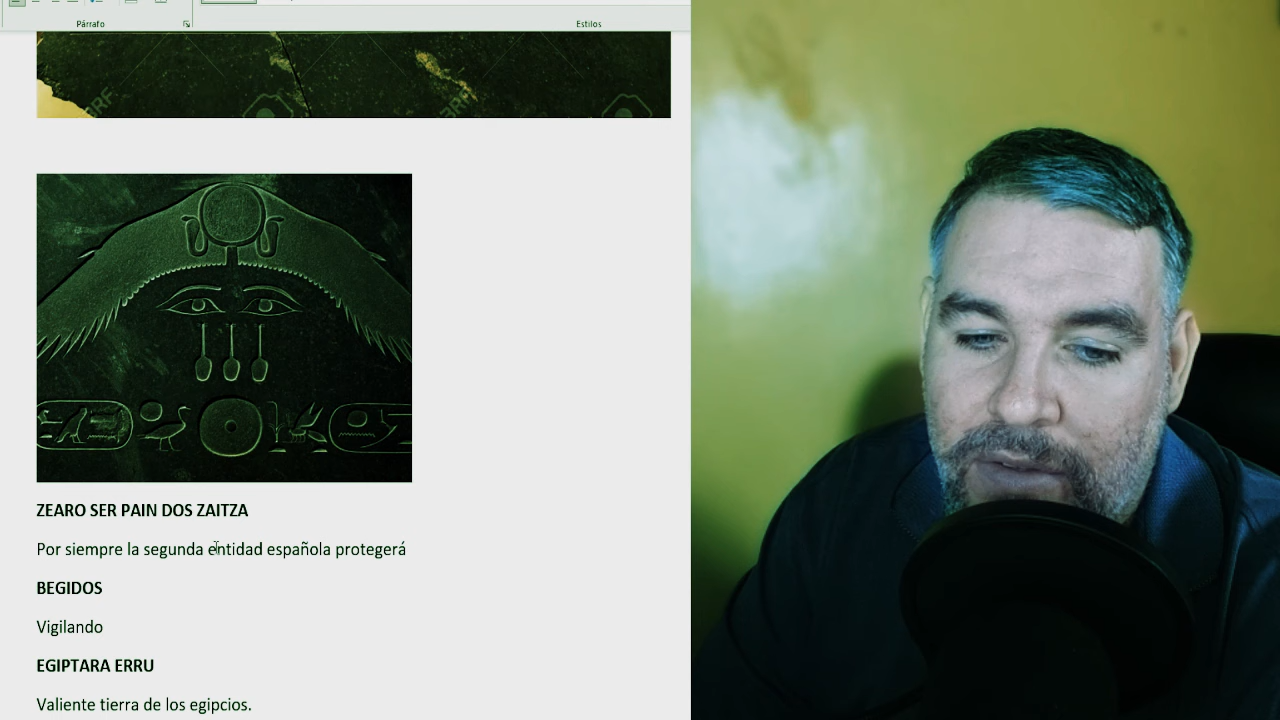 Párrafo
Estilos
ZEARO SER PAIN DOS ZAITZA
Por siempre la segunda entidad española protegerá
BEGIDOS
Vigilando
EGIPTARA ERRU
Valiente tierra de los egipcios.